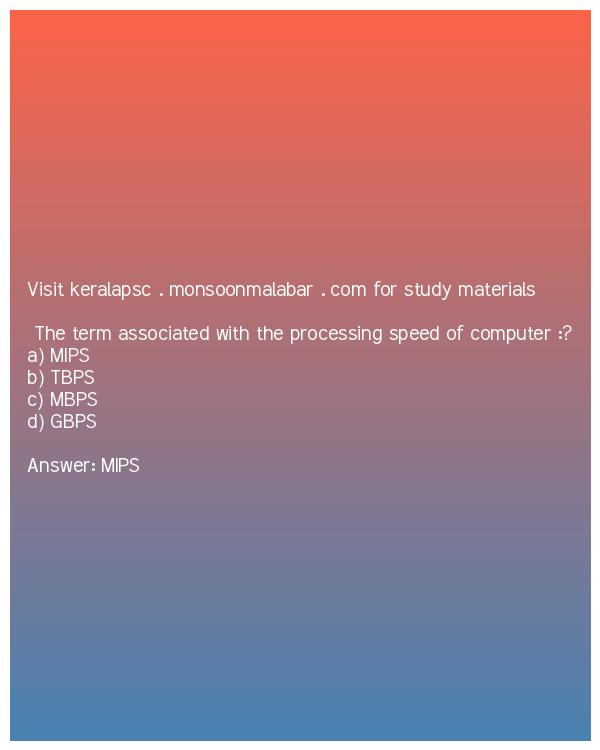 Visit keralapsc . monsoonmalabar . com for study materials
The term associated with the processing speed of computer :?
a) MIPS
b) TBPS
c) MBPS
d) GBPS
Answer: MIPS